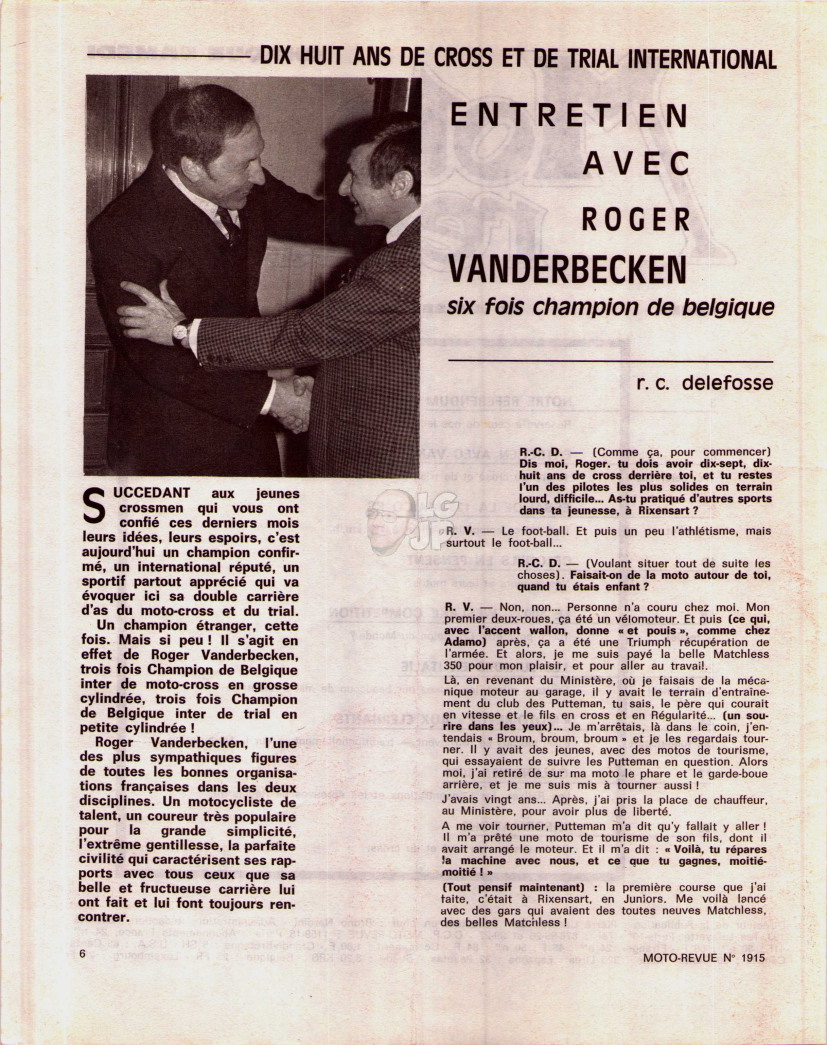 DIX HUIT ANS DE CROSS ET DE TRIAL INTERNATIONAL
ENTRETIEN
AVEC
ROGER
VANDERBECKEN
six fois champion de belgique
r. c. delefosse
SUCCEDANT aux jeunes
crossmen qui vous ont
confié ces derniers mois
leurs idées, leurs espoirs, c'est
aujourd'hui un champion confir-
mé, un international réputé, un
sportif partout apprécié qui va
évoquer ici sa double carrière
d'as du moto-cross et du trial.
Un champion étranger, cette
fois. Mais si peu ! Il s'agit en
effet de Roger Vanderbecken,
trois fois Champion de Belgique
inter de moto-cross en grosse
cylindrée, trois fois Champion
de Belgique inter de trial en
petite cylindrée !
Roger Vanderbecken, l'une
des plus sympathiques figures
de toutes les bonnes organisa-
tions françaises dans les deux
disciplines. Un motocycliste de
talent, un coureur très populaire
pour la grande simplicité,
l'extrême gentillesse, la parfaite
civilité qui caractérisent ses rap-
ports avec tous ceux que sa
belle et fructueuse carrière lui
ont fait et lui font toujours ren-
contrer.
R.-C. D. — (Comme ça, pour commencer)
Dis moi, Roger. tu dois avoir dix-sept, dix-
huit ans de cross derrière toi, et tu restes
l'un des pilotes les plus solides on terrain
lourd, difficile... As-tu pratiqué d'autres sports
dans ta jeunesse, à Rixensart ?
R. V. — Le foot-ball. Et puis un peu l'athlétisme, mais
surtout le foot-ball...
R.-C. D. — (Voulant situer tout de suite les
choses). Faisait-on de la moto autour de toi,
quand tu étais enfant ?
R. V. — Non, non... Personne n'a couru chez moi. Mon
premier deux-roues, ça été un vélomoteur. Et puis (ce qui,
avec l'accent wallon, donne « et pouis », comme chez
Adamo) après, ça a été une Triumph récupération de
l'armée. Et alors, je me suis payé la belle Matchless
350 pour mon plaisir, et pour aller au travail.
Là, en revenant du Ministère, où je faisais de la méca-
nique moteur au garage, il y avait le terrain d'entraîne-
ment du club des Putteman, tu sais, le père qui courait
en vitesse et le fils en cross et en Régularité... (un sou-
rire dans les yeux)... Je m'arrêtais, là dans le coin, j'en-
tendais « Broum, broum, broum » et je les regardais tour-
ner. Il y avait des jeunes, avec des motos de tourisme,
qui essayaient de suivre les Putteman en question. Alors
moi, j'ai retiré de sur ma moto le phare et le garde-boue
arrière, et je me suis mis à tourner aussi !
J'avais vingt ans... Après, j'ai pris la place de chauffeur,
au Ministère, pour avoir plus de liberté.
A me voir tourner, Putteman m'a dit qu'y fallait y aller !
Il m'a prêté une moto de tourisme de son fils, dont il
avait arrangé le moteur. Et il m'a dit : « Voilà, tu répares
la machine avec nous, et ce que tu gagnes, moitié-
moitié ! »
(Tout pensif maintenant) : la première course que j'ai
faite, c'était à Rixensart, en Juniors. Me voilà lancé
avec des gars qui avaient des toutes neuves Matchless,
des belles Matchless !
LG
JP
6
MOTO-REVUE N° 1915